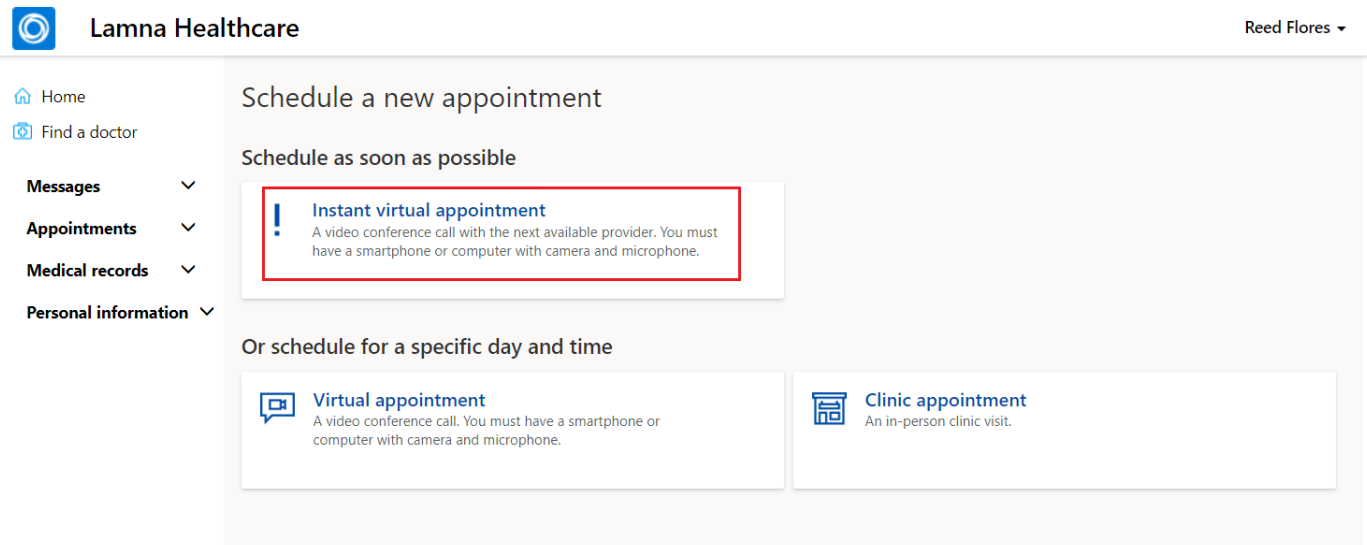 Lamna Healthcare
Reed Flores
Home
Find a doctor
Messages
Appointments
Medical records
Personal information
Schedule a new appointment
Schedule as soon as possible
Instant virtual appointment
A video conference call with the next available provider. You must
have a smartphone or computer with camera and microphone.
Or schedule for a specific day and time
Virtual appointment
A video conference call. You must have a smartphone or
computer with camera and microphone.
Clinic appointment
An in-person clinic visit.